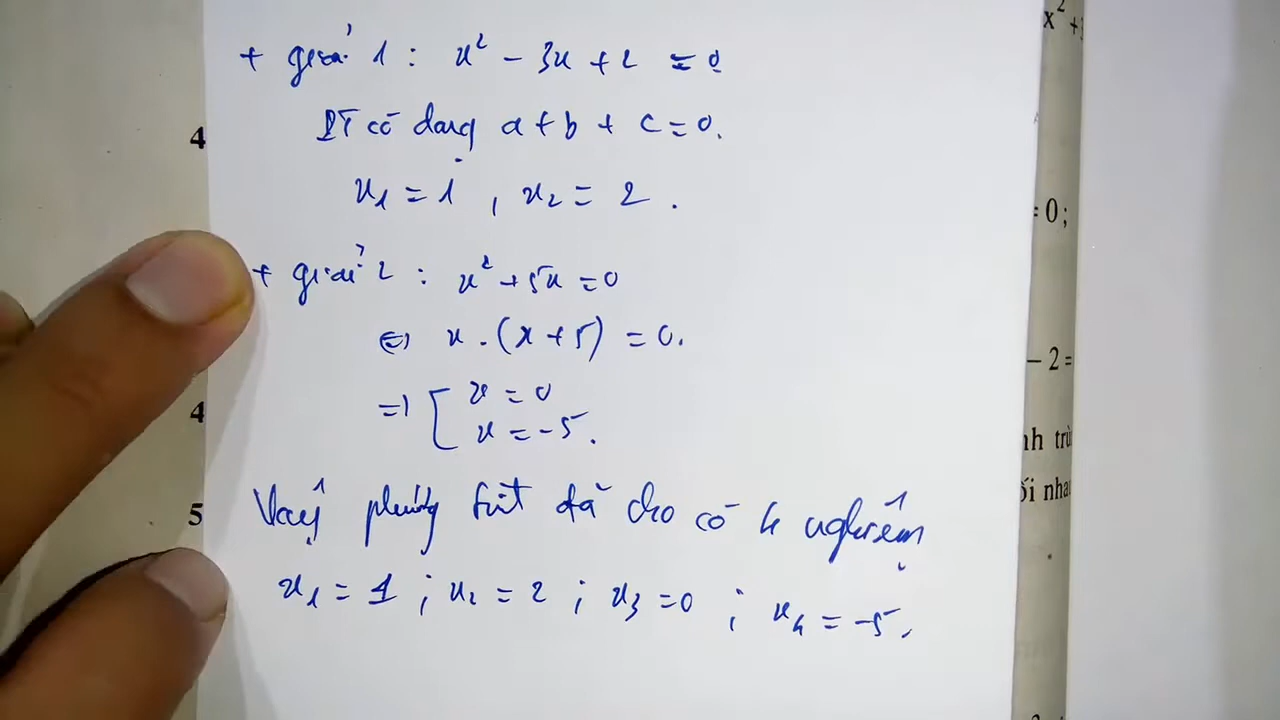 + giải 1 : x² - 3x + 2 = 0
PT có dạng a + b + c = 0.
x₁ = 1 , x₂ = 2 .
+ giải 2 : x² + 5x = 0
⇔ x . (x + 5) = 0.
⇒ [ x = 0
x = -5 .
Vậy phương trình đã cho có 4 nghiệm
x₁ = 1 ; x₂ = 2 ; x₃ = 0 ; x₄ = -5 .
4
4
5
x² +
= 0 ;
- 2 =
nh trù
ối nha